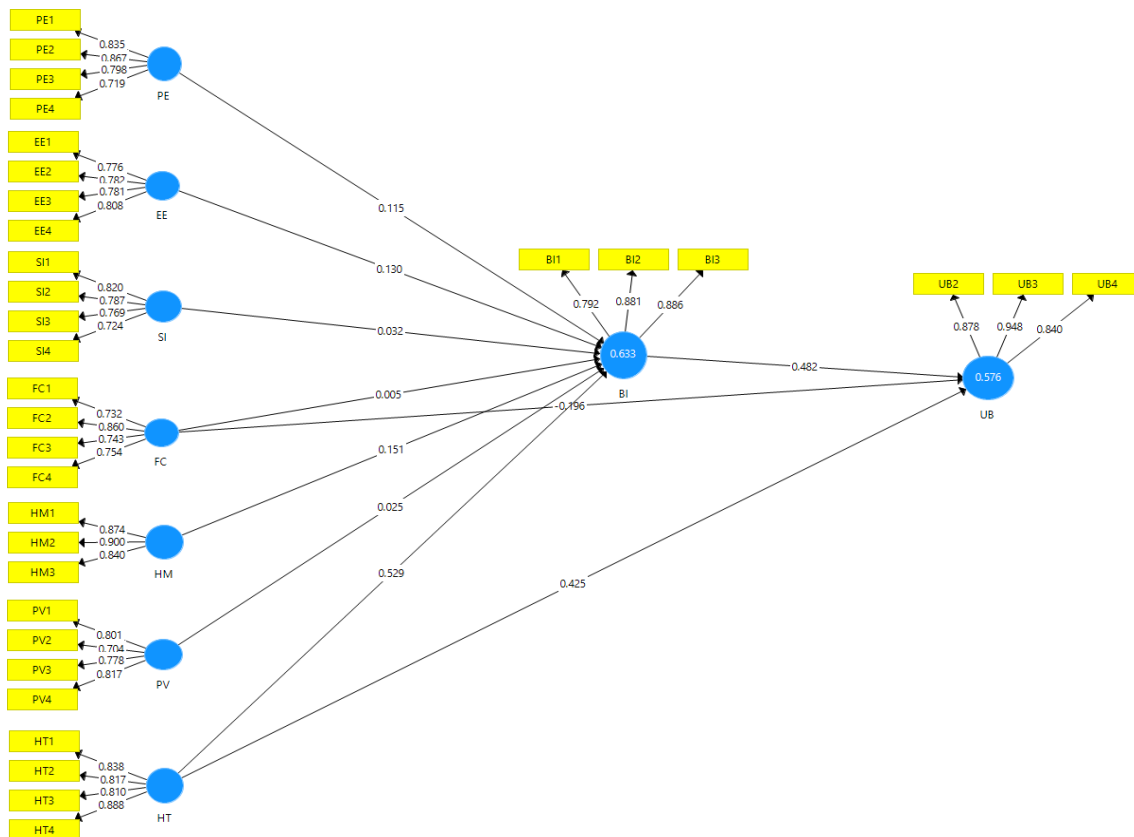 PE1
PE2
PE3
PE4
0.835
0.867
0.798
0.719
PE
EE1
EE2
EE3
EE4
0.776
0.782
0.781
0.808
EE
SI1
SI2
SI3
SI4
0.820
0.787
0.769
0.724
SI
FC1
FC2
FC3
FC4
0.732
0.860
0.743
0.754
FC
HM1
HM2
HM3
0.874
0.900
0.840
HM
PV1
PV2
PV3
PV4
0.801
0.704
0.778
0.817
PV
HT1
HT2
HT3
HT4
0.838
0.817
0.810
0.888
HT
0.115
0.130
0.032
0.005
0.151
0.025
0.529
BI1
BI2
BI3
0.792
0.881
0.886
0.633
BI
0.482
-0.196
0.425
UB2
UB3
UB4
0.878
0.948
0.840
0.576
UB